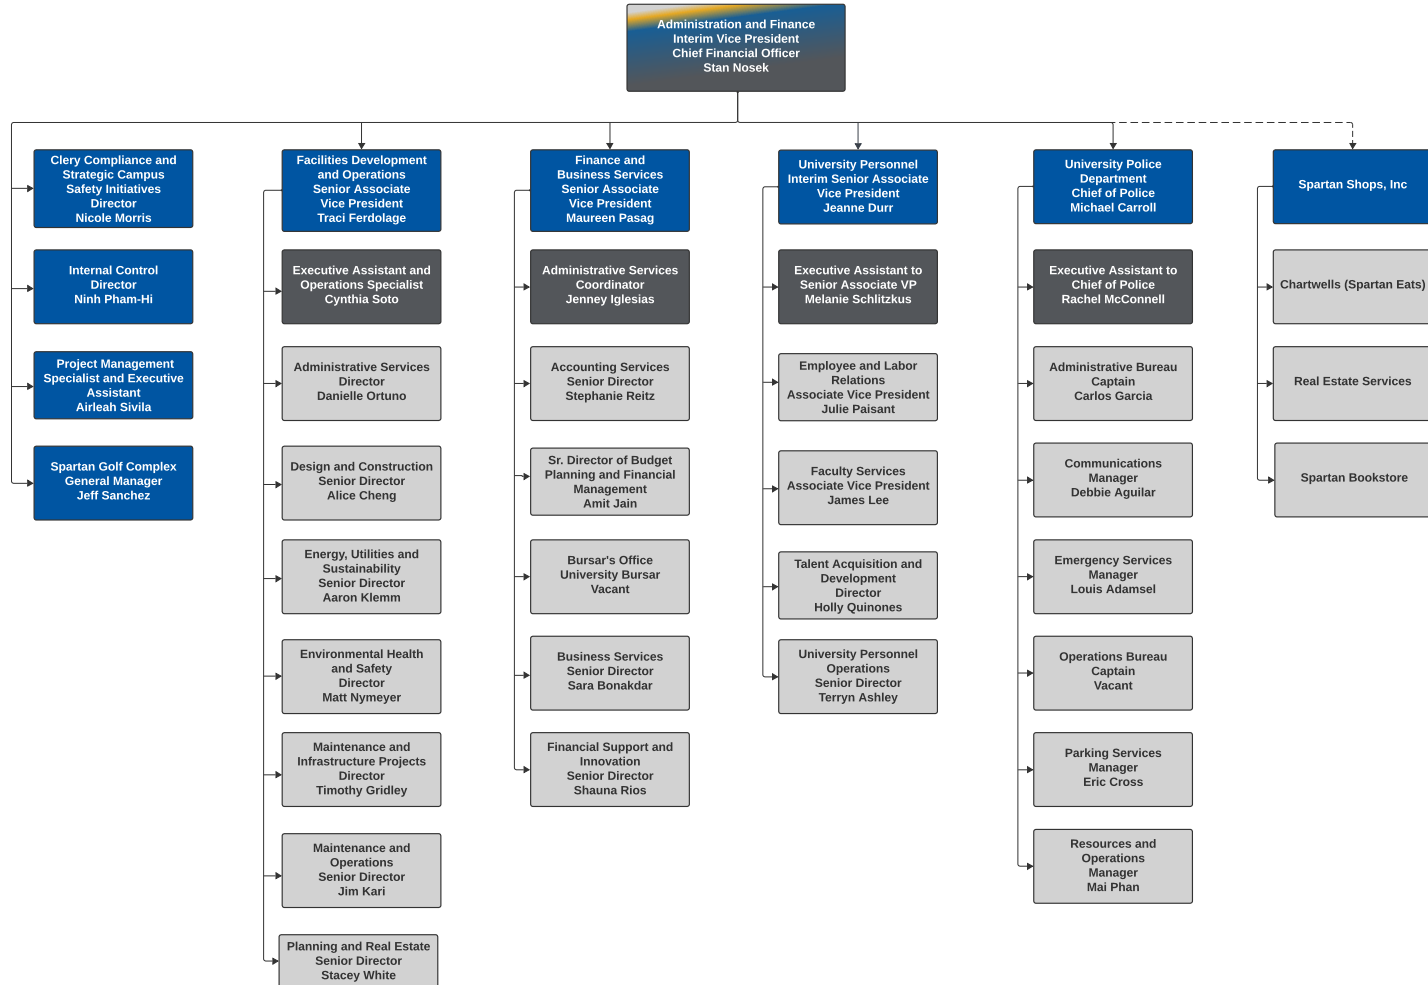 Administration and Finance
Interim Vice President
Chief Financial Officer
Stan Nosek
Clery Compliance and
Strategic Campus
Safety Initiatives
Director
Nicole Morris
Internal Control
Director
Ninh Pham-Hi
Project Management
Specialist and Executive
Assistant
Airleah Sivila
Spartan Golf Complex
General Manager
Jeff Sanchez
Facilities Development
and Operations
Senior Associate
Vice President
Traci Ferdolage
Executive Assistant and
Operations Specialist
Cynthia Soto
Administrative Services
Director
Danielle Ortuno
Design and Construction
Senior Director
Alice Cheng
Energy, Utilities and
Sustainability
Senior Director
Aaron Klemm
Environmental Health
and Safety
Director
Matt Nymeyer
Maintenance and
Infrastructure Projects
Director
Timothy Gridley
Maintenance and
Operations
Senior Director
Jim Kari
Planning and Real Estate
Senior Director
Stacey White
Finance and
Business Services
Senior Associate
Vice President
Maureen Pasag
Administrative Services
Coordinator
Jenney Iglesias
Accounting Services
Senior Director
Stephanie Reitz
Sr. Director of Budget
Planning and Financial
Management
Amit Jain
Bursar's Office
University Bursar
Vacant
Business Services
Senior Director
Sara Bonakdar
Financial Support and
Innovation
Senior Director
Shauna Rios
University Personnel
Interim Senior Associate
Vice President
Jeanne Durr
Executive Assistant to
Senior Associate VP
Melanie Schlitzkus
Employee and Labor
Relations
Associate Vice President
Julie Paisant
Faculty Services
Associate Vice President
James Lee
Talent Acquisition and
Development
Director
Holly Quinones
University Personnel
Operations
Senior Director
Terryn Ashley
University Police
Department
Chief of Police
Michael Carroll
Executive Assistant to
Chief of Police
Rachel McConnell
Administrative Bureau
Captain
Carlos Garcia
Communications
Manager
Debbie Aguilar
Emergency Services
Manager
Louis Adamsel
Operations Bureau
Captain
Vacant
Parking Services
Manager
Eric Cross
Resources and
Operations
Manager
Mai Phan
Spartan Shops, Inc
Chartwells (Spartan Eats)
Real Estate Services
Spartan Bookstore